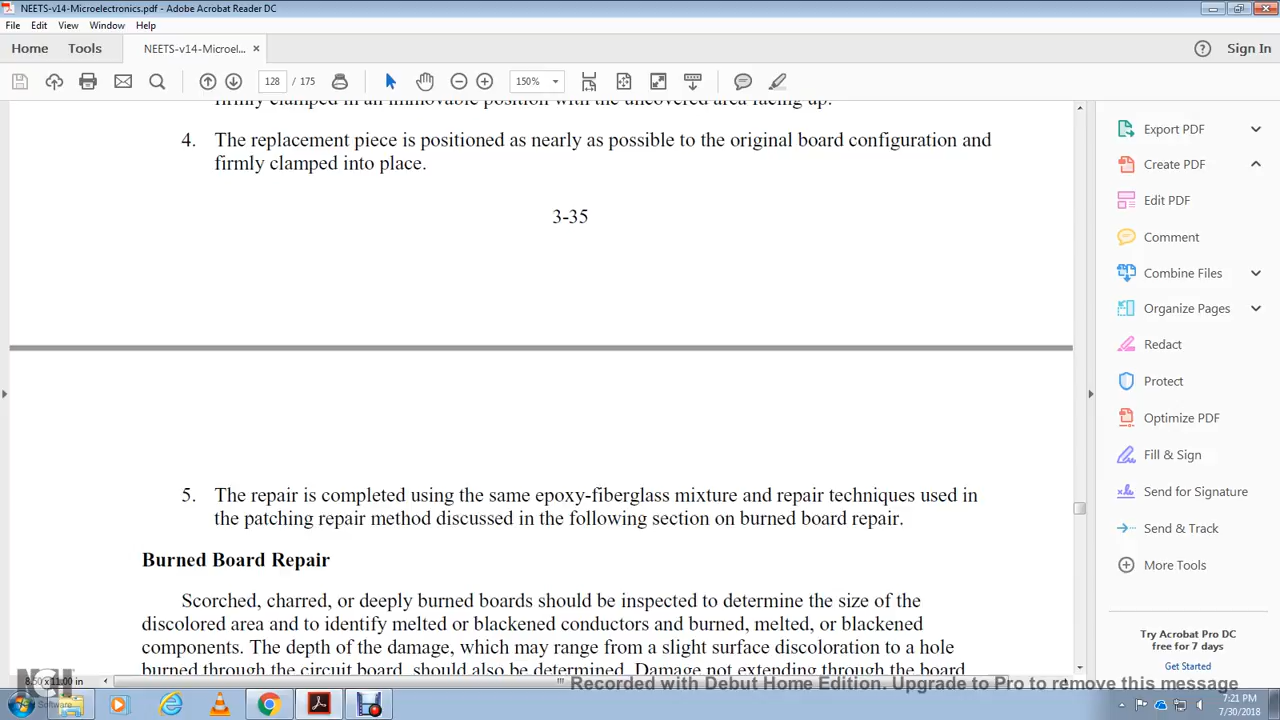 NEETS-v14-Microelectronics.pdf - Adobe Acrobat Reader DC
File Edit View Window Help
Home Tools NEETS-v14-Microel... × Sign In
128 / 175 150%
firmly clamped in an immovable position with the uncovered area facing up.
4. The replacement piece is positioned as nearly as possible to the original board configuration and
firmly clamped into place.
3-35
5. The repair is completed using the same epoxy-fiberglass mixture and repair techniques used in
the patching repair method discussed in the following section on burned board repair.
Burned Board Repair
Scorched, charred, or deeply burned boards should be inspected to determine the size of the
discolored area and to identify melted or blackened conductors and burned, melted, or blackened
components. The depth of the damage, which may range from a slight surface discoloration to a hole
burned through the circuit board, should also be determined. Damage not extending through the board
Export PDF
Create PDF
Edit PDF
Comment
Combine Files
Organize Pages
Redact
Protect
Optimize PDF
Fill & Sign
Send for Signature
Send & Track
More Tools
Try Acrobat Pro DC
free for 7 days
Get Started
8.50 x 11.00 in
" Recorded with Debut Home Edition. Upgrade to Pro to remove this message
NCH Software
7:21 PM
7/30/2018